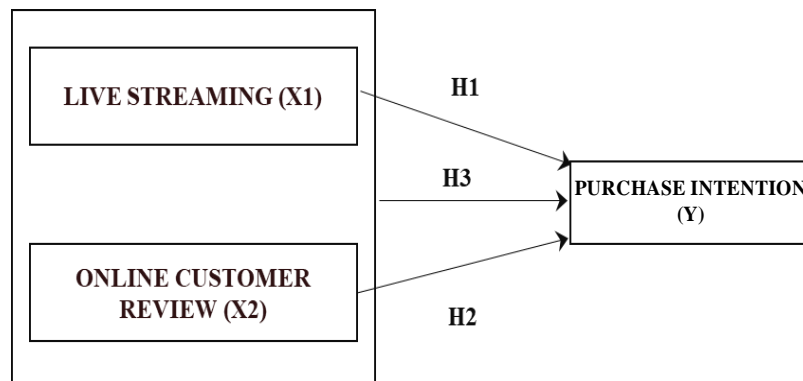 LIVE STREAMING (X1)
H1
H3
PURCHASE INTENTION
(Y)
ONLINE CUSTOMER
REVIEW (X2)
H2